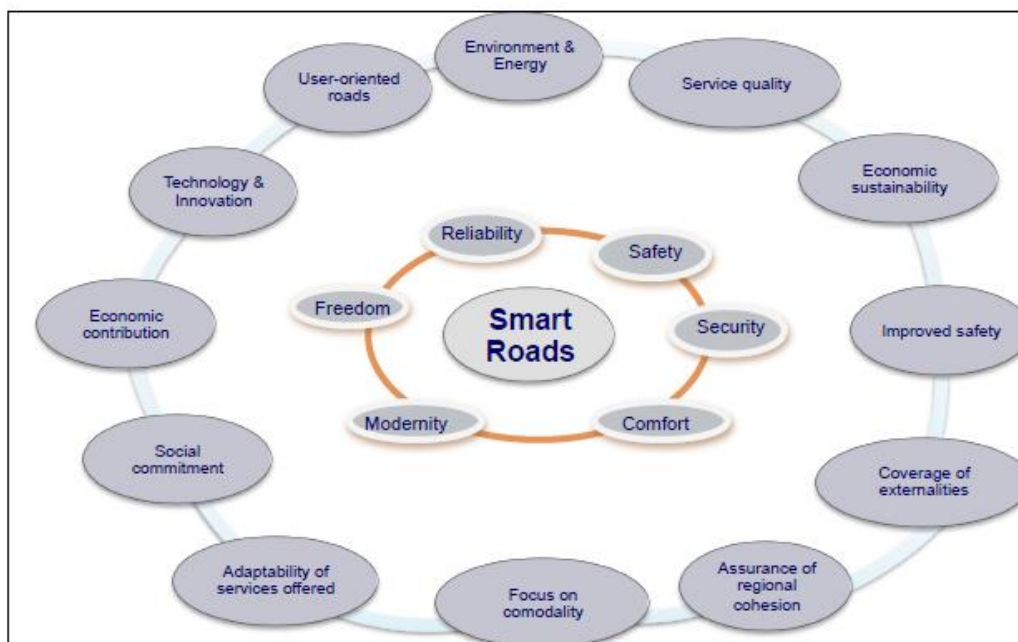 Environment &
Energy
User-oriented
roads
Service quality
Technology &
Innovation
Economic
sustainability
Reliability
Safety
Freedom
Smart
Roads
Security
Economic
contribution
Improved safety
Modernity
Comfort
Social
commitment
Coverage of
externalities
Adaptability of
services offered
Focus on
comodality
Assurance of
regional
cohesion